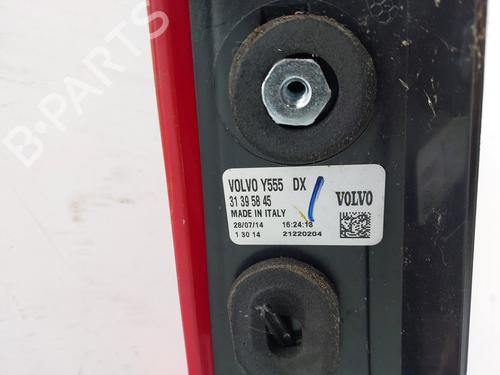 B-PARTS
VOLVO Y555 DX
31 39 58 45
MADE IN ITALY
VOLVO
28/07/14 16:24:18
1 30 14 21220204